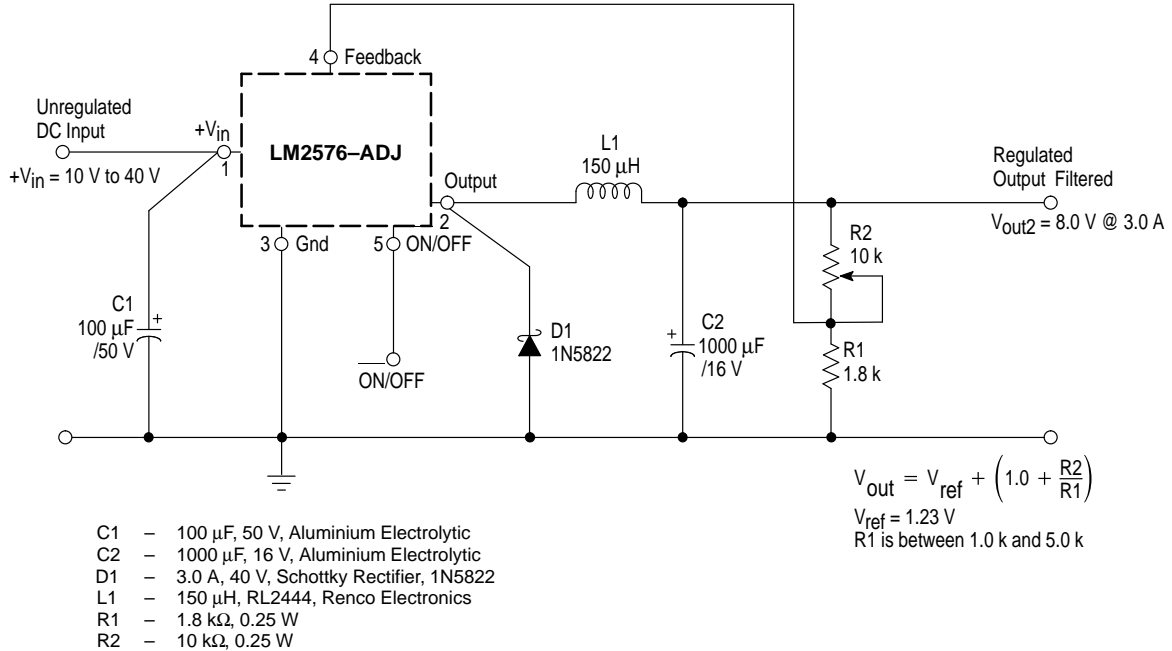 4 Feedback
Unregulated
DC Input
+Vin
1
+Vin = 10 V to 40 V
LM2576–ADJ
Output
2
3 Gnd
5 ON/OFF
L1
150 µH
Regulated
Output Filtered
Vout2 = 8.0 V @ 3.0 A
R2
10 k
C1
100 µF
/50 V
+
ON/OFF
D1
1N5822
+
C2
1000 µF
/16 V
R1
1.8 k
Vout = Vref + (1.0 + R2/R1)
Vref = 1.23 V
R1 is between 1.0 k and 5.0 k
C1 – 100 µF, 50 V, Aluminium Electrolytic
C2 – 1000 µF, 16 V, Aluminium Electrolytic
D1 – 3.0 A, 40 V, Schottky Rectifier, 1N5822
L1 – 150 µH, RL2444, Renco Electronics
R1 – 1.8 kΩ, 0.25 W
R2 – 10 kΩ, 0.25 W